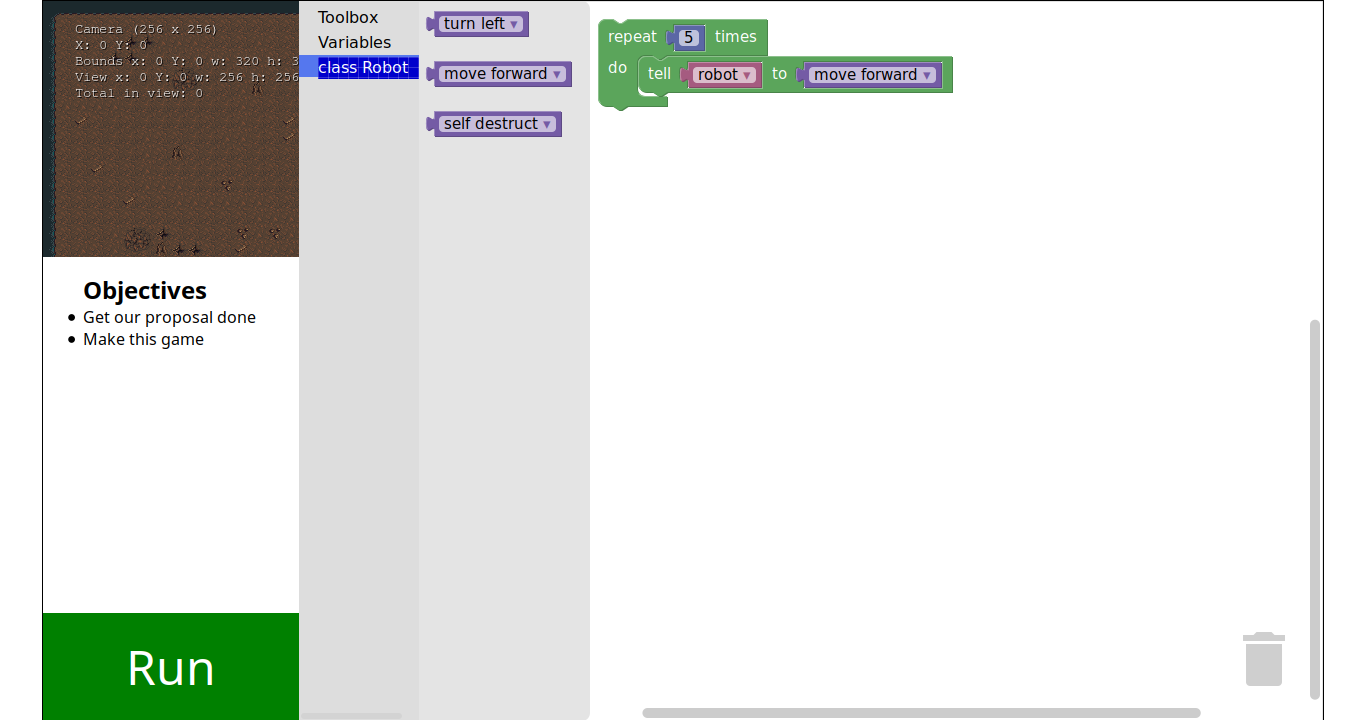 Camera (256 x 256)
X: 0 Y: 0
Bounds x: 0 Y: 0 w: 320 h: 3
View x: 0 Y: 0 w: 256 h: 256
Total in view: 0
Objectives
Get our proposal done
Make this game
Run
Toolbox
Variables
class Robot
turn left
move forward
self destruct
repeat 5 times
do tell robot to move forward